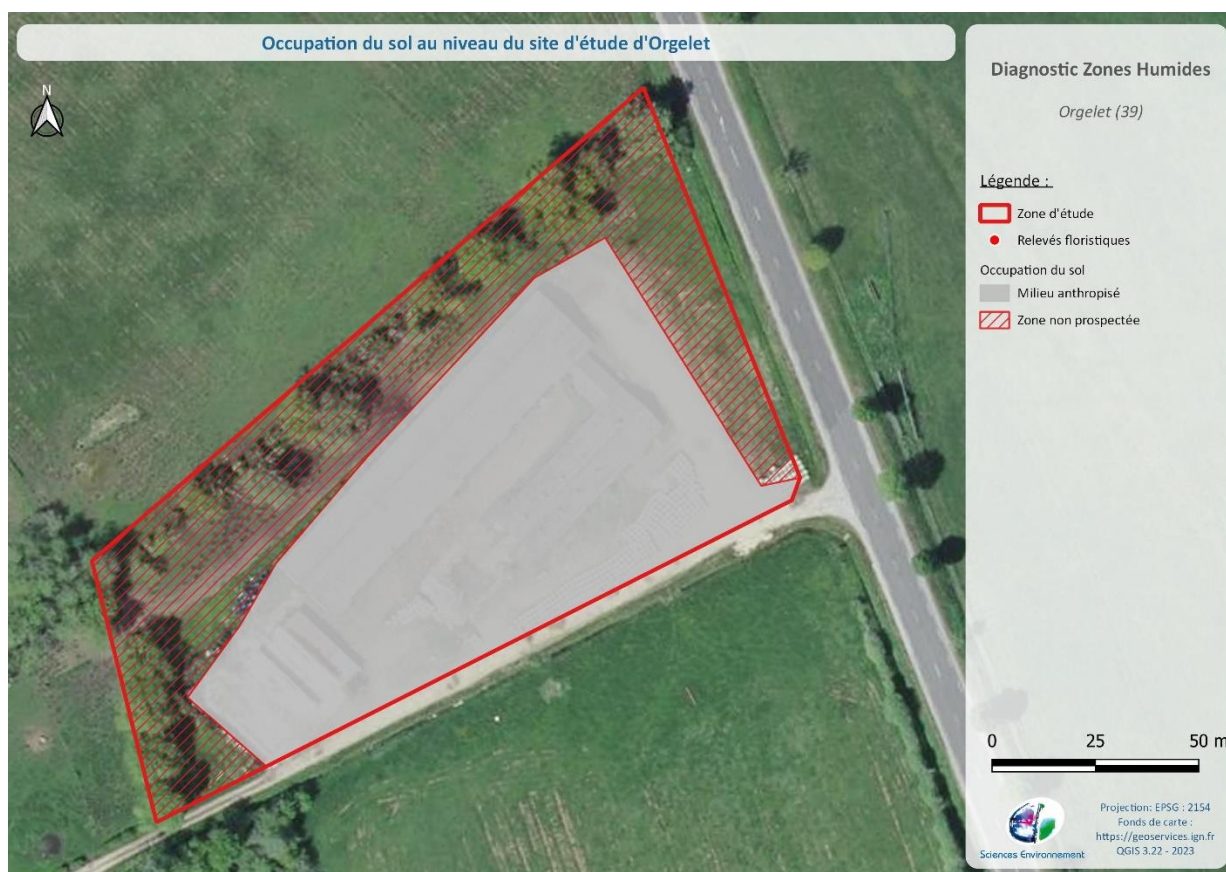 Occupation du sol au niveau du site d'étude d'Orgelet
N
Diagnostic Zones Humides
Orgelet (39)
Légende :
Zone d'étude
Relevés floristiques
Occupation du sol
Milieu anthropisé
Zone non prospectée
0 25 50 m
Sciences Environnement
Projection: EPSG : 2154
Fonds de carte :
https://geoservices.ign.fr
QGIS 3.22 - 2023